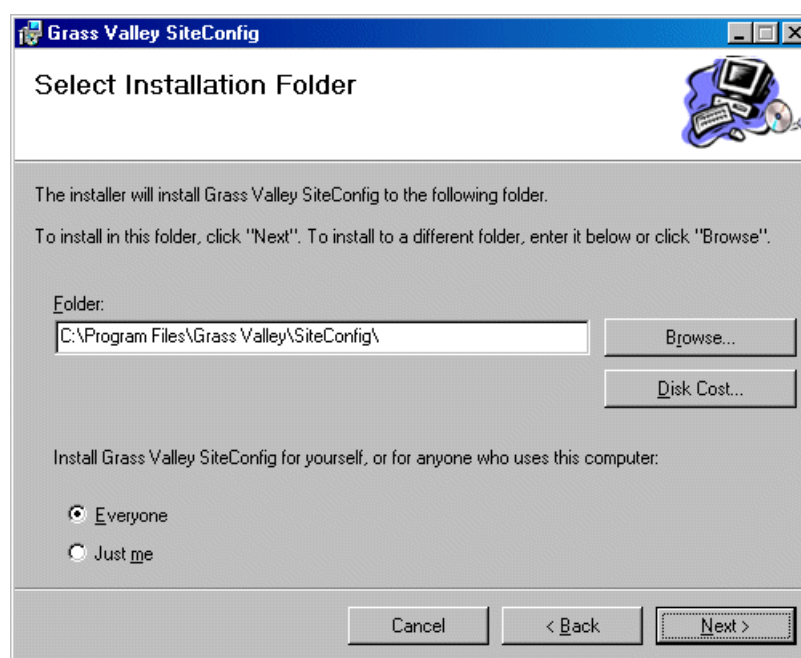 Grass Valley SiteConfig
Select Installation Folder
The installer will install Grass Valley SiteConfig to the following folder.
To install in this folder, click "Next". To install to a different folder, enter it below or click "Browse".
Folder:
C:\Program Files\Grass Valley\SiteConfig\
Browse...
Disk Cost...
Install Grass Valley SiteConfig for yourself, or for anyone who uses this computer:
Everyone
Just me
Cancel
< Back
Next >